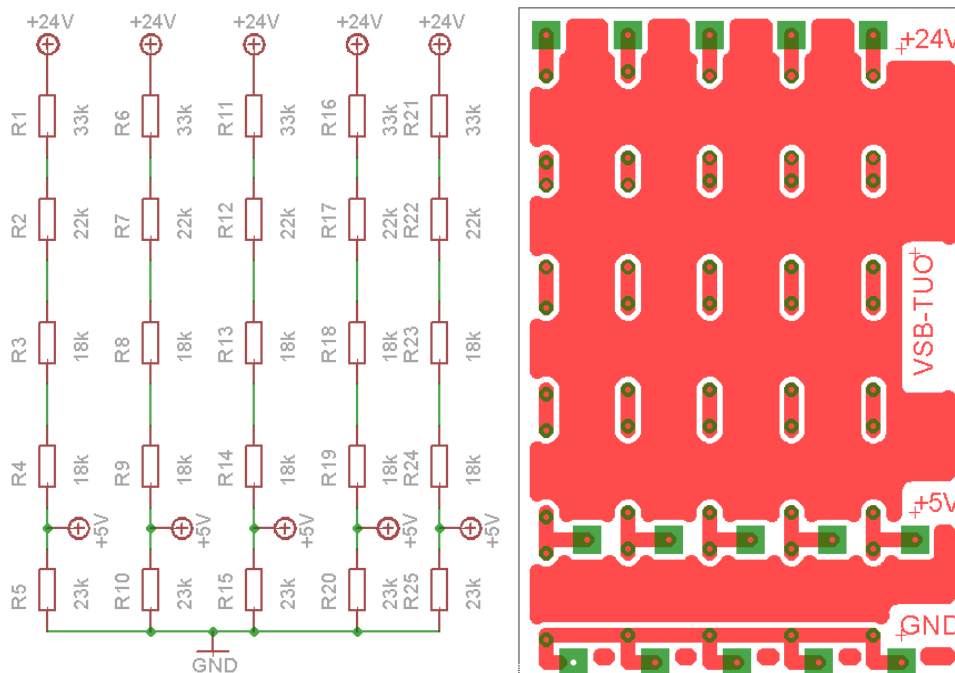 +24V +24V +24V +24V +24V
R1 33k R6 33k R11 33k R16 33k R21 33k
R2 22k R7 22k R12 22k R17 22k R22 22k
R3 18k R8 18k R13 18k R18 18k R23 18k
R4 18k R9 18k R14 18k R19 18k R24 18k
+5V +5V +5V +5V +5V
R5 23k R10 23k R15 23k R20 23k R25 23k
GND
+24V
VSB-TUO
+5V
GND